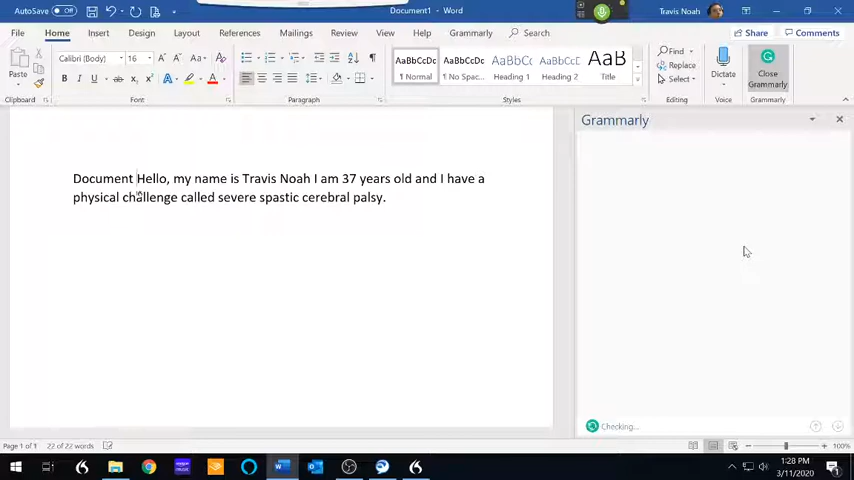 AutoSave Off Document1 - Word Travis Noah
File Home Insert Design Layout References Mailings Review View Help Grammarly Search Share Comments
Calibri (Body) 16 A A Aa A AaBbCcDc AaBbCcDc AaBbCc AaBbCcD AaB Find
Paste B I U ab x₂ x² A A ¶ Normal ¶ No Spac... Heading 1 Heading 2 Title Replace Select Dictate Close Grammarly
Clipboard Font Paragraph Styles Editing Voice Grammarly
Grammarly
Document Hello, my name is Travis Noah I am 37 years old and I have a
physical challenge called severe spastic cerebral palsy.
Checking...
Page 1 of 1 22 of 22 words 100%
1:28 PM
3/11/2020